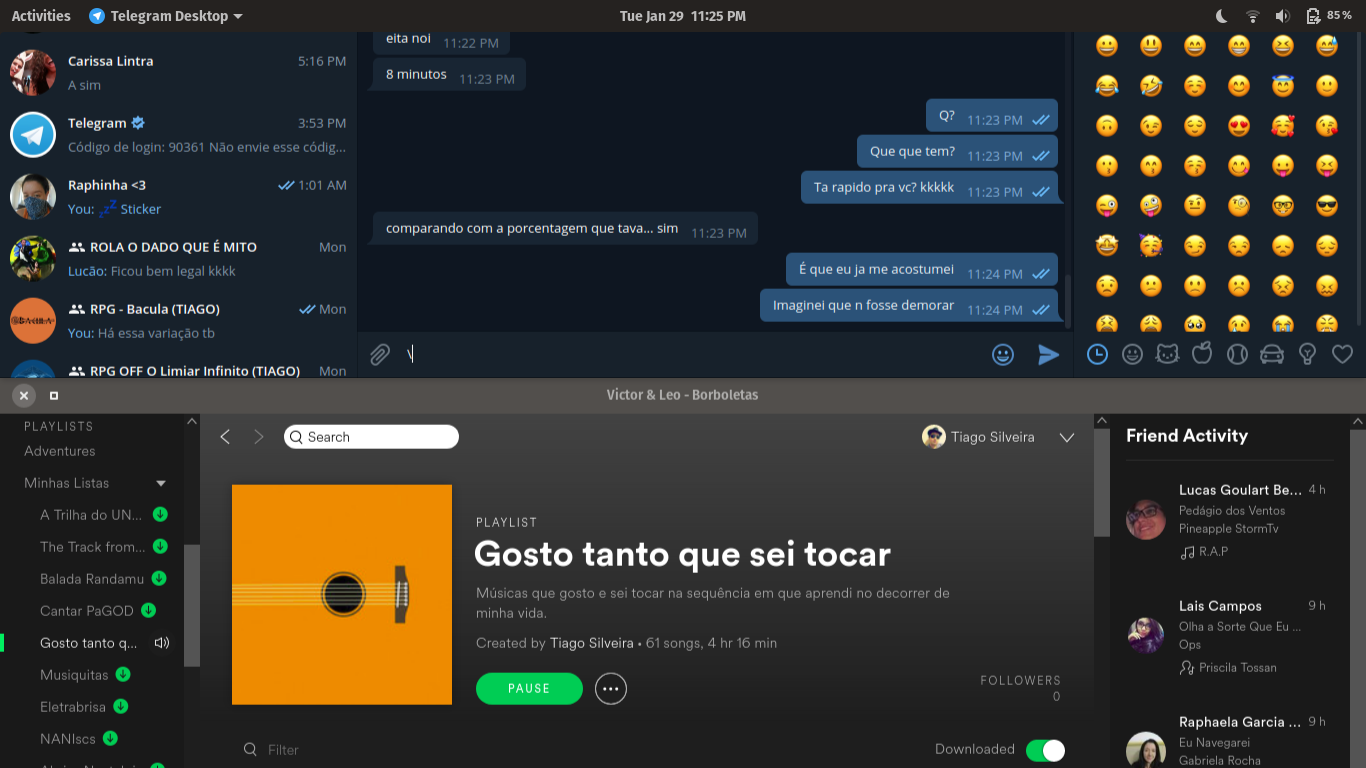 Activities
Telegram Desktop
Tue Jan 29 11:25 PM
85 %
Carissa Lintra 5:16 PM
A sim
Telegram 3:53 PM
Código de login: 90361 Não envie esse códig...
Raphinha <3 1:01 AM
You: Sticker
ROLA O DADO QUE É MITO Mon
Lucão: Ficou bem legal kkkk
RPG - Bacula (TIAGO) Mon
You: Há essa variação tb
RPG OFF O Limiar Infinito (TIAGO) Mon
eita noi 11:22 PM
8 minutos 11:23 PM
Q? 11:23 PM
Que que tem? 11:23 PM
Ta rapido pra vc? kkkkk 11:23 PM
comparando com a porcentagem que tava... sim 11:23 PM
É que eu ja me acostumei 11:24 PM
Imaginei que n fosse demorar 11:24 PM
\
Victor & Leo - Borboletas
PLAYLISTS
Adventures
Minhas Listas
A Trilha do UN...
The Track from...
Balada Randamu
Cantar PaGOD
Gosto tanto q...
Musiquitas
Eletrabrisa
NANIscs
Search
Tiago Silveira
PLAYLIST
Gosto tanto que sei tocar
Músicas que gosto e sei tocar na sequência em que aprendi no decorrer de
minha vida.
Created by Tiago Silveira • 61 songs, 4 hr 16 min
PAUSE
FOLLOWERS
0
Filter
Downloaded
Friend Activity
Lucas Goulart Be... 4 h
Pedágio dos Ventos
Pineapple StormTv
R.A.P
Lais Campos 9 h
Olha a Sorte Que Eu ...
Ops
Priscila Tossan
Raphaela Garcia ... 9 h
Eu Navegarei
Gabriela Rocha